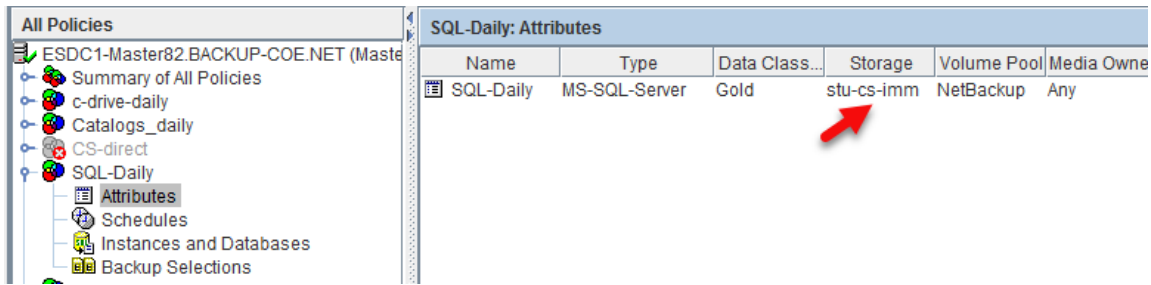 All Policies
ESDC1-Master82.BACKUP-COE.NET (Maste
Summary of All Policies
c-drive-daily
Catalogs_daily
CS-direct
SQL-Daily
Attributes
Schedules
Instances and Databases
Backup Selections
SQL-Daily: Attributes
Name Type Data Class... Storage Volume Pool Media Owne
SQL-Daily MS-SQL-Server Gold stu-cs-imm NetBackup Any